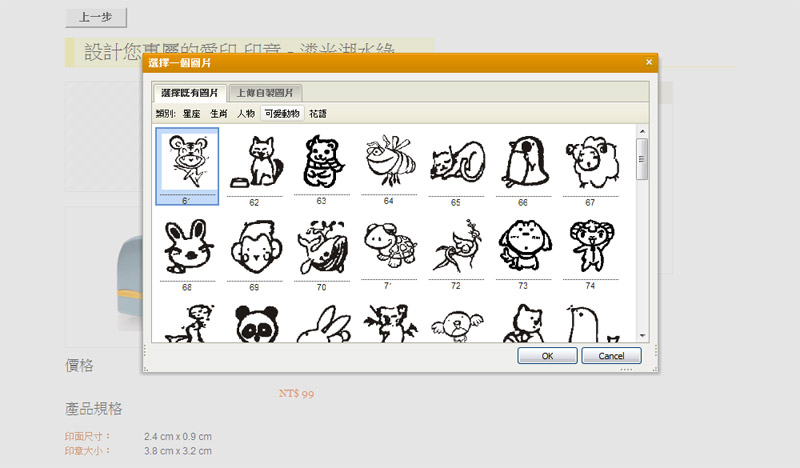 上一步
設計您專屬的愛印 印章 - 透光湖水綠
選擇一個圖片
選擇既有圖片 上傳自製圖片
類別: 星座 生肖 人物 可愛動物 花語
61 62 63 64 65 66 67
68 69 70 71 72 73 74
OK Cancel
價格
NT$ 99
產品規格
印面尺寸： 2.4 cm x 0.9 cm
印章大小： 3.8 cm x 3.2 cm